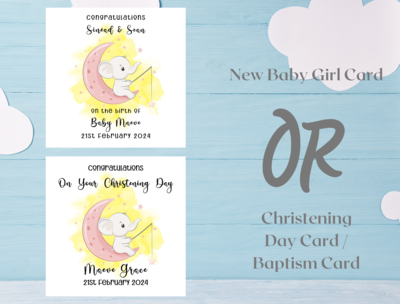 Congratulations
Sinead & Sean
on the birth of
Baby Maeve
21st February 2024
Congratulations
On Your Christening Day
Maeve Grace
21st February 2024
New Baby Girl Card
OR
Christening
Day Card /
Baptism Card